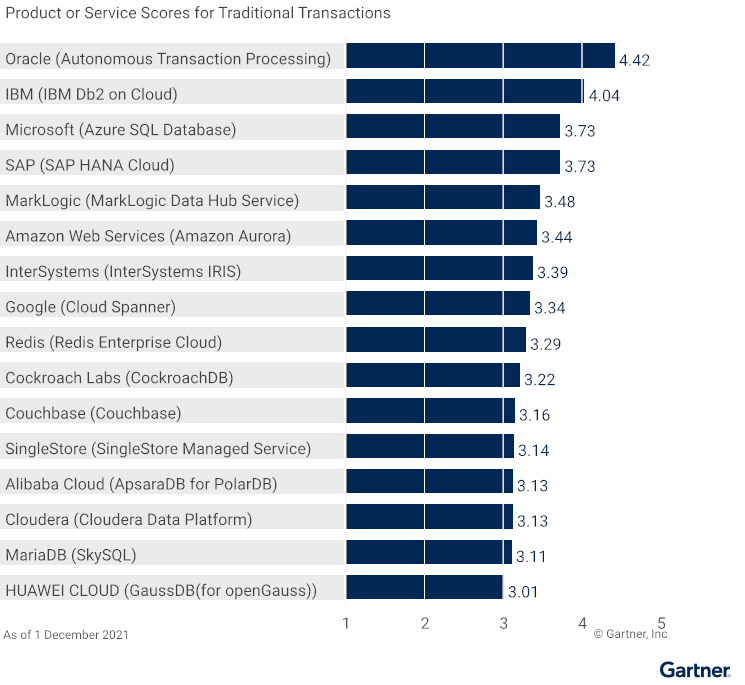 Product or Service Scores for Traditional Transactions
Oracle (Autonomous Transaction Processing) 4.42
IBM (IBM Db2 on Cloud) 4.04
Microsoft (Azure SQL Database) 3.73
SAP (SAP HANA Cloud) 3.73
MarkLogic (MarkLogic Data Hub Service) 3.48
Amazon Web Services (Amazon Aurora) 3.44
InterSystems (InterSystems IRIS) 3.39
Google (Cloud Spanner) 3.34
Redis (Redis Enterprise Cloud) 3.29
Cockroach Labs (CockroachDB) 3.22
Couchbase (Couchbase) 3.16
SingleStore (SingleStore Managed Service) 3.14
Alibaba Cloud (ApsaraDB for PolarDB) 3.13
Cloudera (Cloudera Data Platform) 3.13
MariaDB (SkySQL) 3.11
HUAWEI CLOUD (GaussDB(for openGauss)) 3.01
1 2 3 4 5
As of 1 December 2021 © Gartner, Inc
Gartner